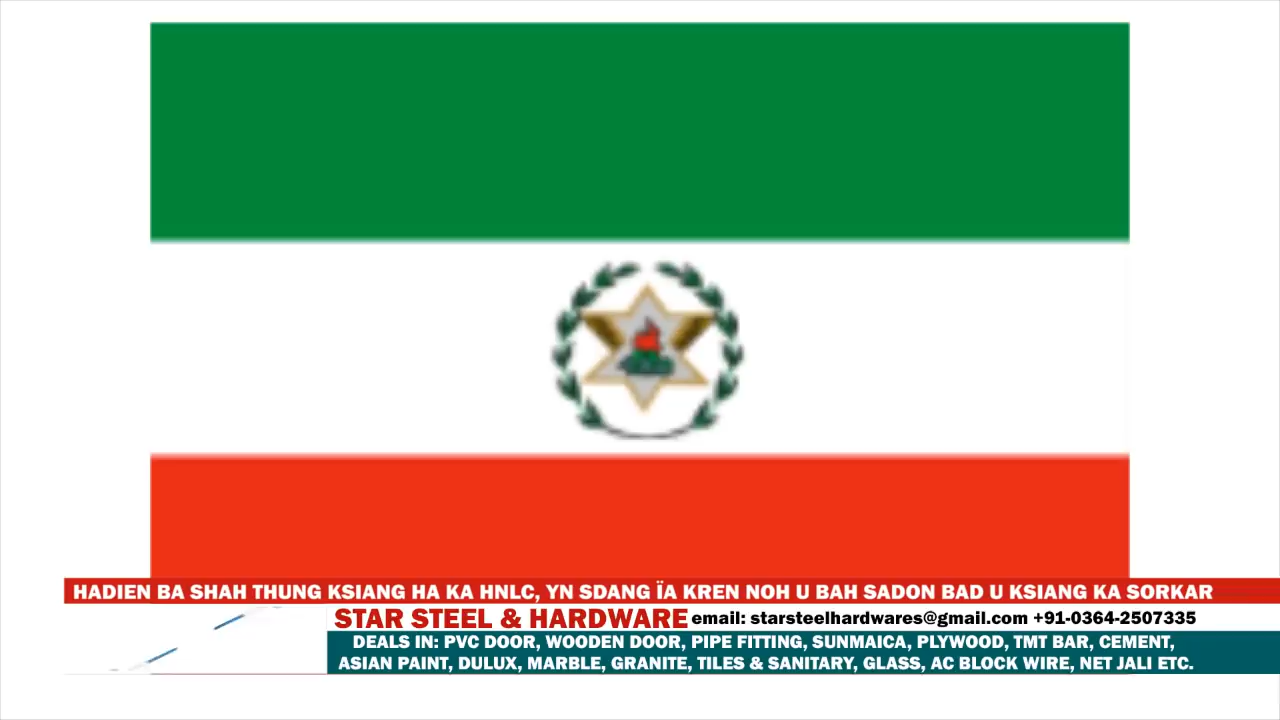 HADIEN BA SHAH THUNG KSIANG HA KA HNLC, YN SDANG ÏA KREN NOH U BAH SADON BAD U KSIANG KA SORKAR
STAR STEEL & HARDWARE email: starsteelhardwares@gmail.com +91-0364-2507335
DEALS IN: PVC DOOR, WOODEN DOOR, PIPE FITTING, SUNMAICA, PLYWOOD, TMT BAR, CEMENT,
ASIAN PAINT, DULUX, MARBLE, GRANITE, TILES & SANITARY, GLASS, AC BLOCK WIRE, NET JALI ETC.